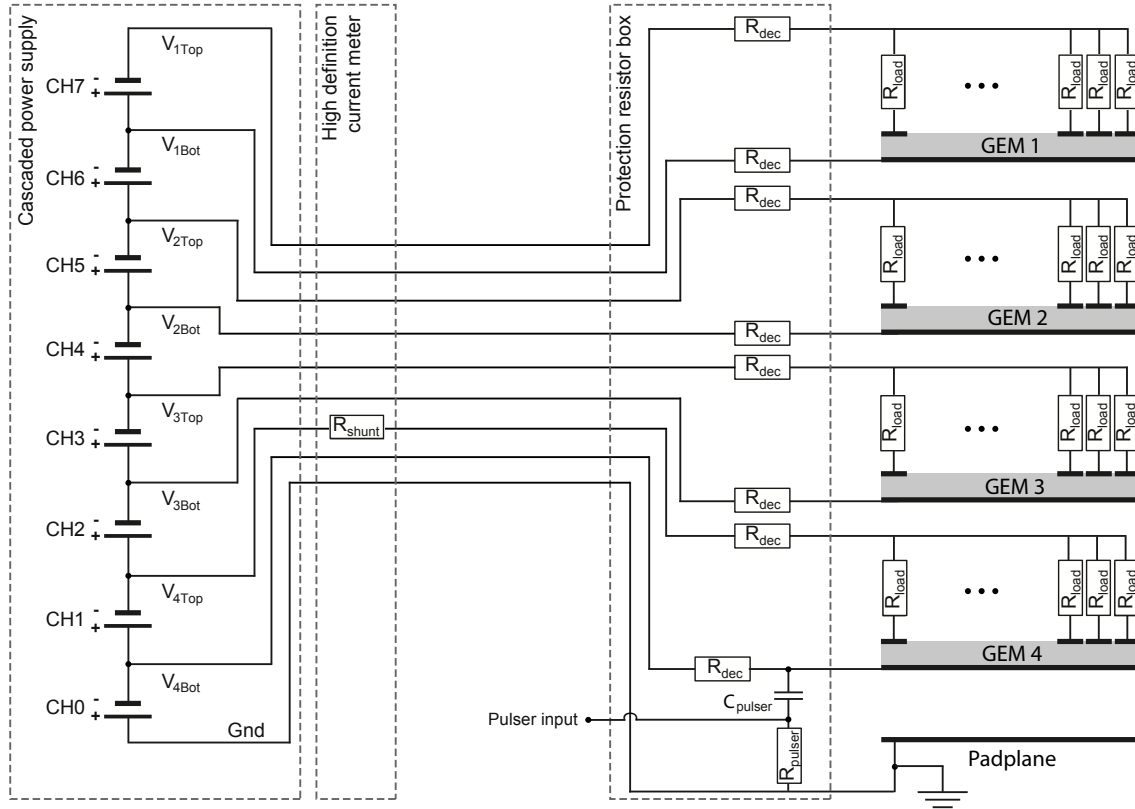 Cascaded power supply
High definition
current meter
Protection resistor box
CH7
-
+
CH6
-
+
CH5
-
+
CH4
-
+
CH3
-
+
CH2
-
+
CH1
-
+
CH0
-
+
V1Top
V1Bot
V2Top
V2Bot
V3Top
V3Bot
V4Top
V4Bot
Gnd
Rshunt
Rdec
Rdec
Rdec
Rdec
Rdec
Rdec
Rdec
Rdec
Cpulser
Pulser input
Rpulser
Rload
...
Rload
Rload
Rload
GEM 1
Rload
...
Rload
Rload
Rload
GEM 2
Rload
...
Rload
Rload
Rload
GEM 3
Rload
...
Rload
Rload
Rload
GEM 4
Padplane